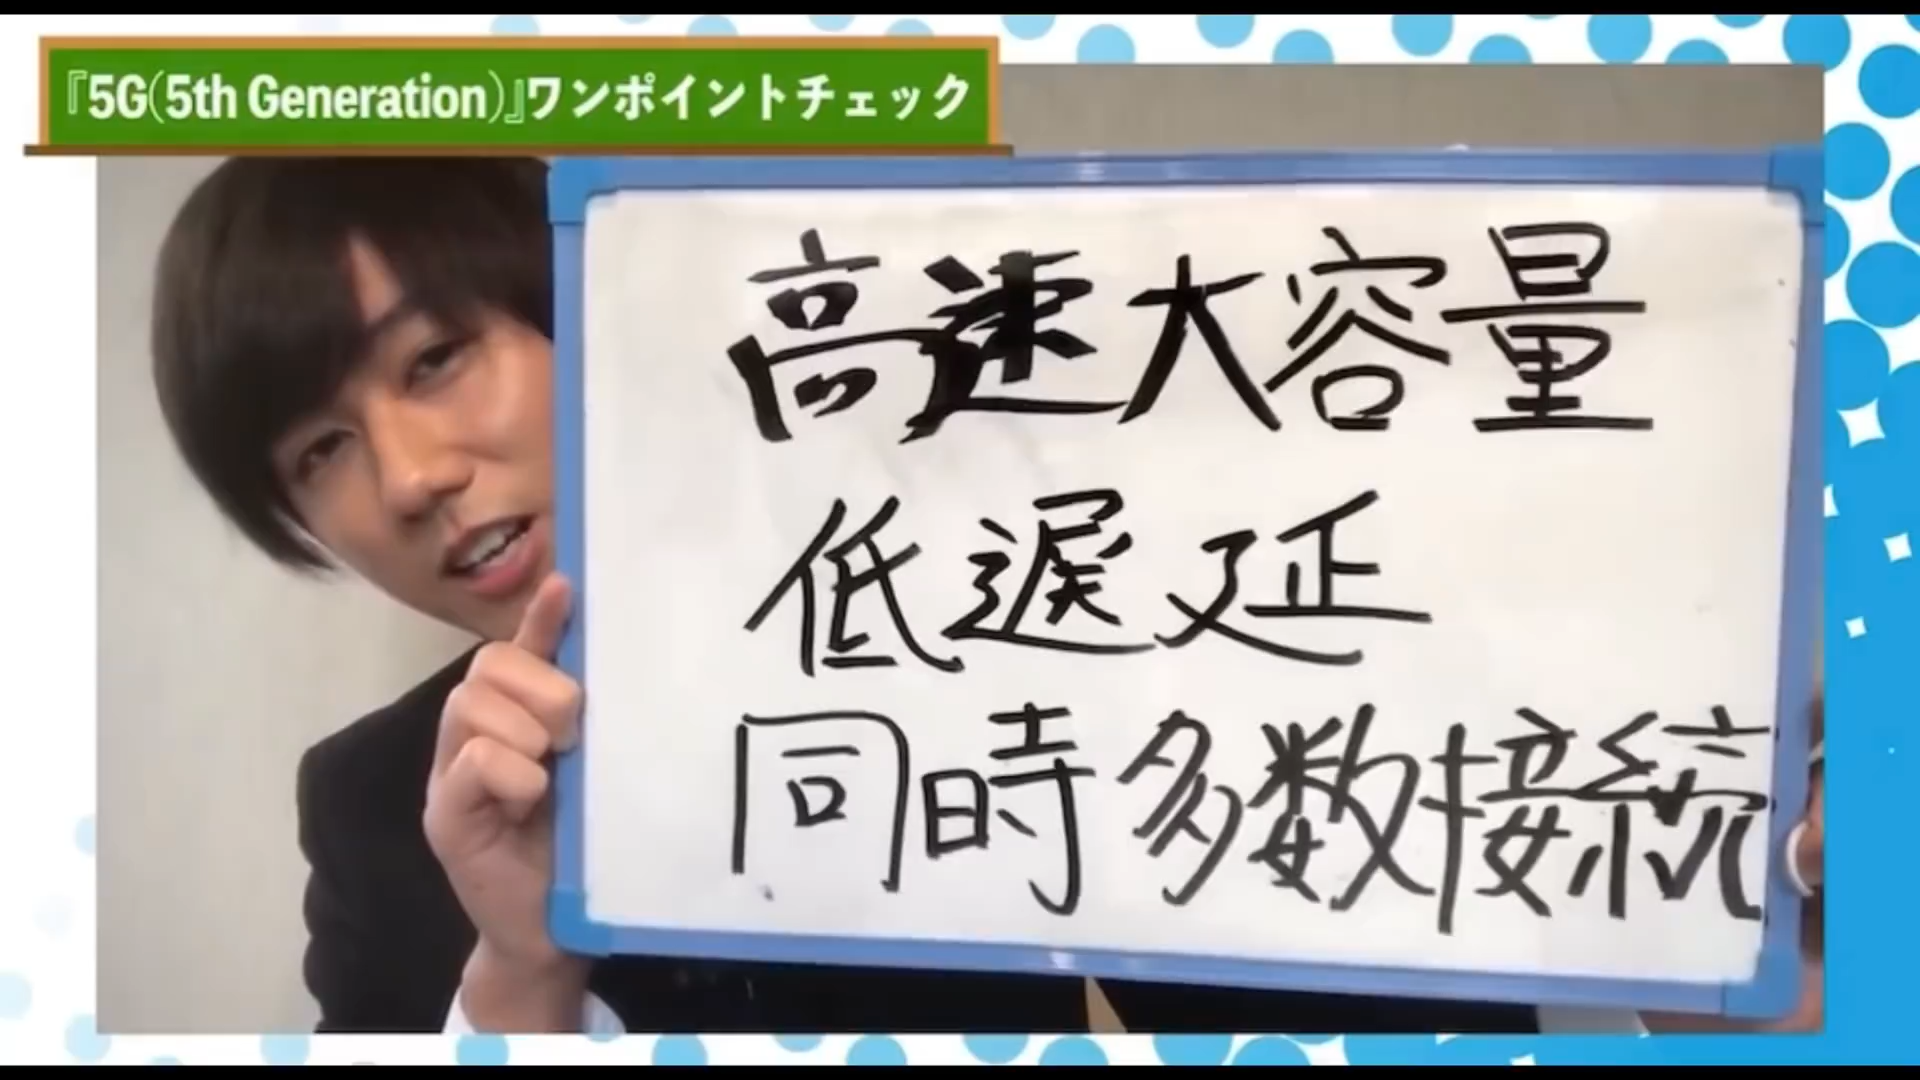 『5G(5th Generation)』ワンポイントチェック
高速大容量
低遅延
同時多数接続